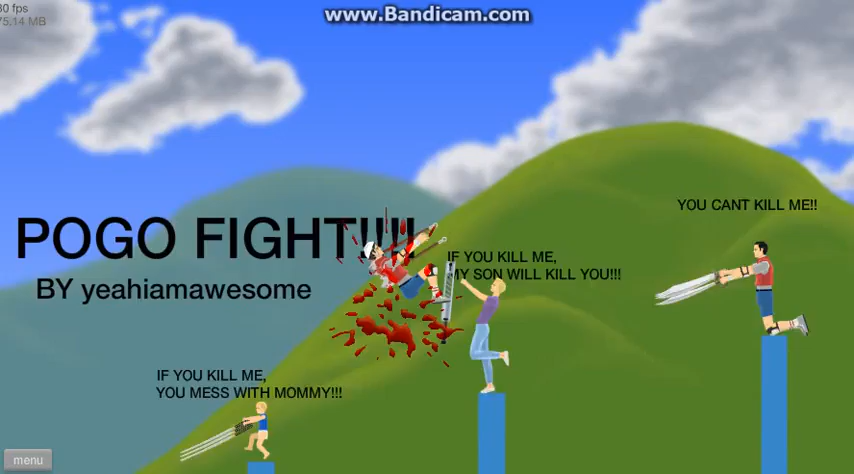 30 fps
75.14 MB
www.Bandicam.com
YOU CANT KILL ME!!
POGO FIGHT!!!!!
BY yeahiamawesome
IF YOU KILL ME,
MY SON WILL KILL YOU!!!
IF YOU KILL ME,
YOU MESS WITH MOMMY!!!
menu